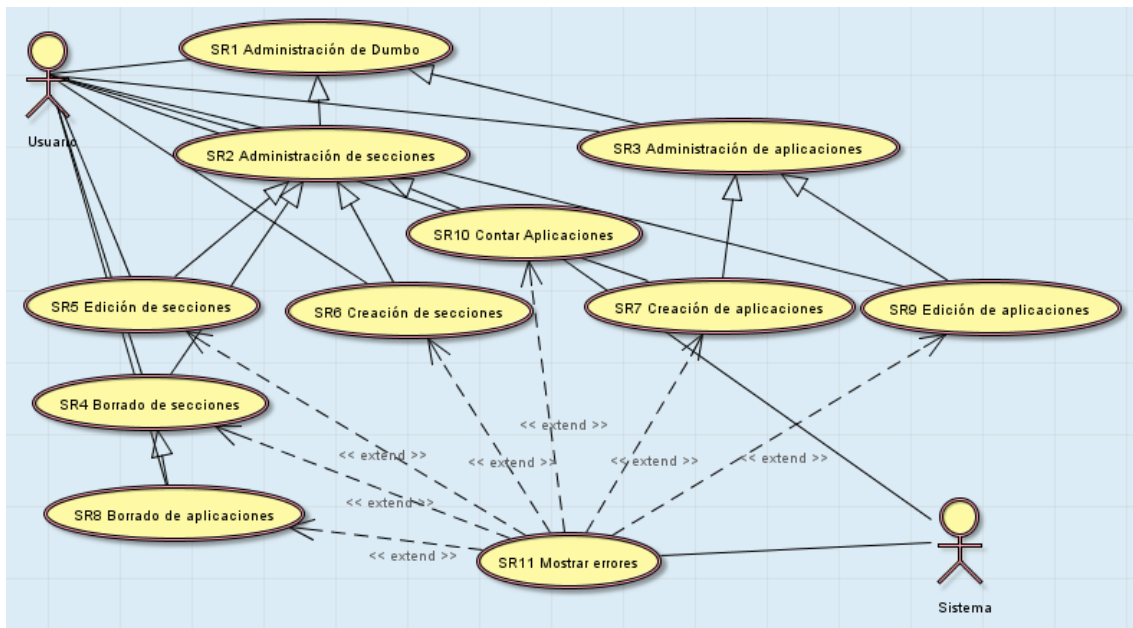 SR1 Administración de Dumbo
Usuario
SR2 Administración de secciones
SR3 Administración de aplicaciones
SR10 Contar Aplicaciones
SR5 Edición de secciones
SR6 Creación de secciones
SR7 Creación de aplicaciones
SR9 Edición de aplicaciones
SR4 Borrado de secciones
<< extend >>
<< extend >>
<< extend >>
<< extend >>
<< extend >>
<< extend >>
SR8 Borrado de aplicaciones
<< extend >>
SR11 Mostrar errores
Sistema